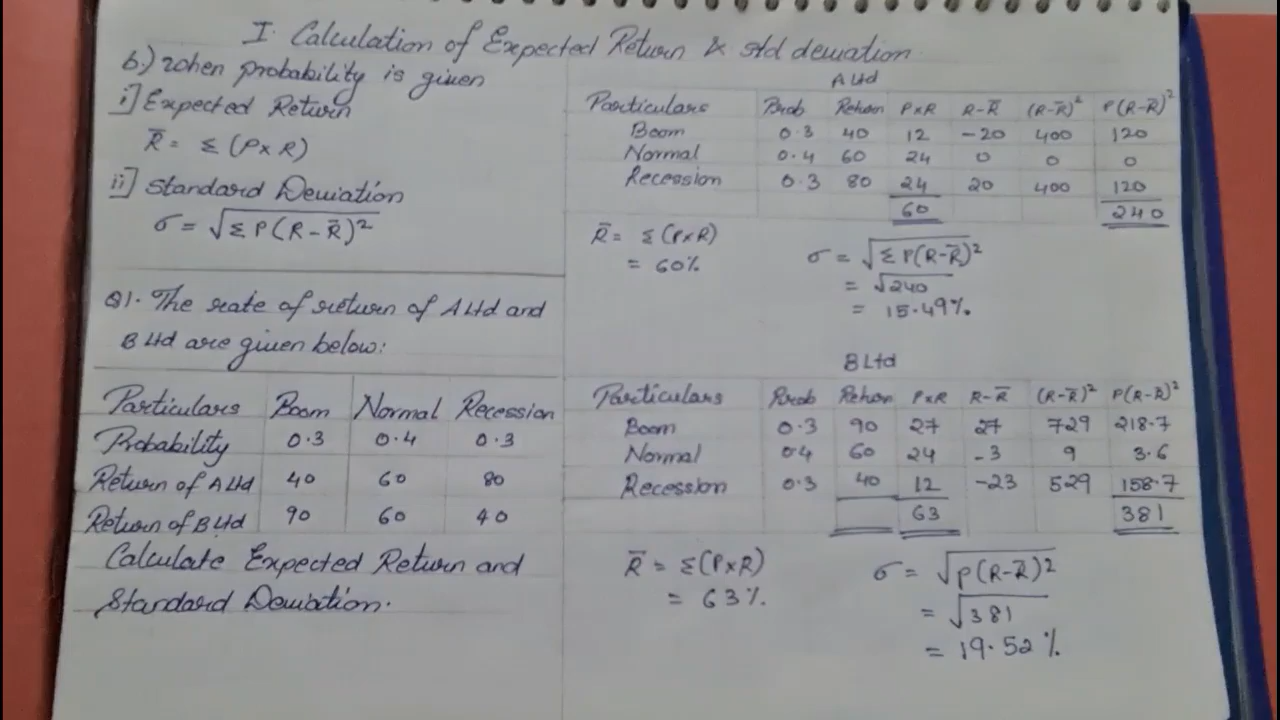 I. Calculation of Expected Return & std deviation
b.) when probability is given
i] Expected Return
R̄ = Σ (P×R)
ii] Standard Deviation
σ = √ΣP(R-R̄)²
Q1. The rate of return of A Ltd and
B Ltd are given below:
Particulars Boom Normal Recession
Probability 0.3 0.4 0.3
Return of A Ltd 40 60 80
Return of B Ltd 90 60 40
Calculate Expected Return and
Standard Deviation.
A Ltd
Particulars Prob Return P×R R-R̄ (R-R̄)² P(R-R̄)²
Boom 0.3 40 12 -20 400 120
Normal 0.4 60 24 0 0 0
Recession 0.3 80 24 20 400 120
60 240
R̄ = Σ (P×R)
= 60%
σ = √ΣP(R-R̄)²
= √240
= 15.49%
B Ltd
Particulars Prob Return P×R R-R̄ (R-R̄)² P(R-R̄)²
Boom 0.3 90 27 27 729 218.7
Normal 0.4 60 24 -3 9 3.6
Recession 0.3 40 12 -23 529 158.7
63 381
R̄ = Σ(P×R)
= 63%
σ = √P(R-R̄)²
= √381
= 19.52%